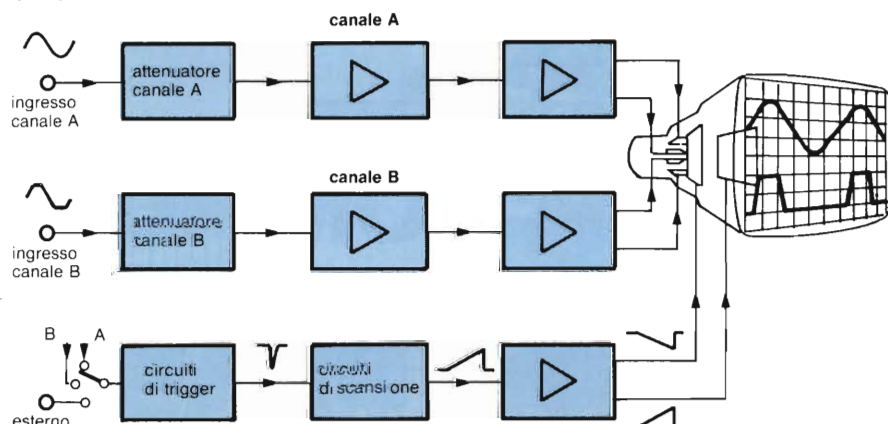 canale A
attenuatore
canale A
ingresso
canale A
canale B
attenuatore
canale B
ingresso
canale B
B A
circuiti
di trigger
circuiti
di scansione
esterno